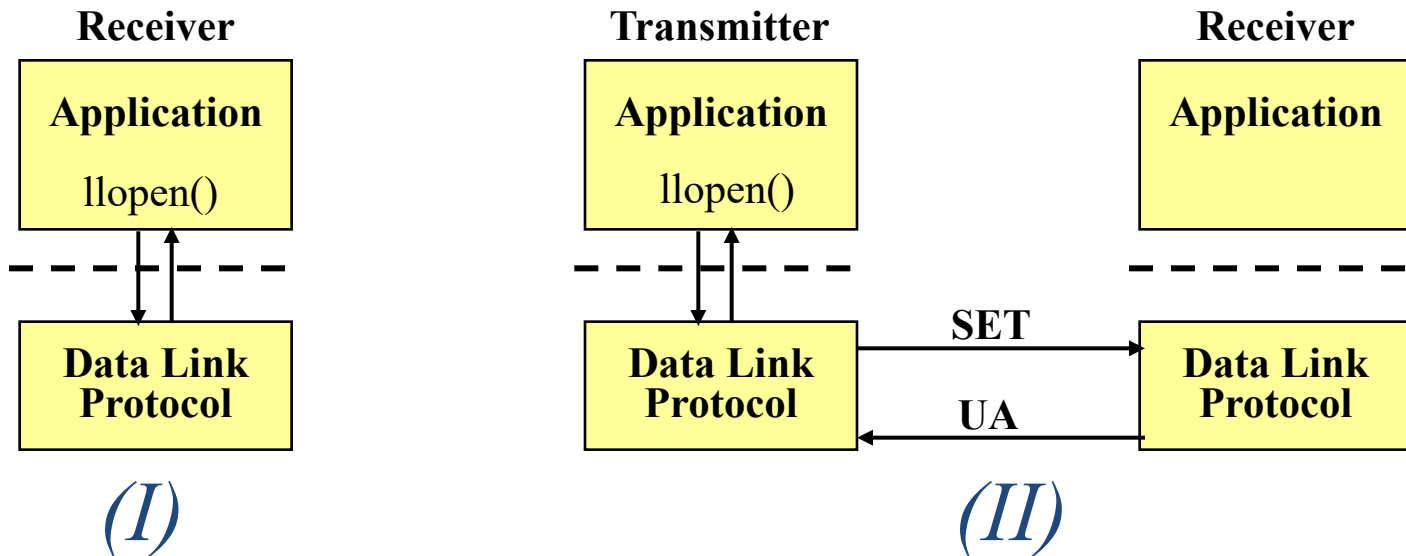 Receiver
Application
llopen()
Data Link
Protocol
(I)
Transmitter
Application
llopen()
Data Link
Protocol
SET
UA
Receiver
Application
Data Link
Protocol
(II)